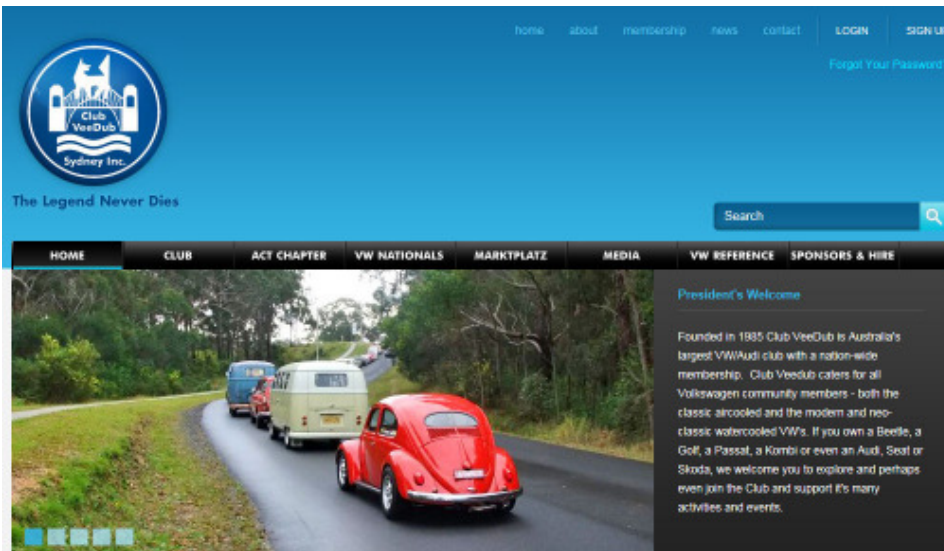 home about membership news contact LOGIN SIGN U
Forgot Your Password
Club
VeeDub
Sydney Inc.
The Legend Never Dies
Search
HOME CLUB ACT CHAPTER VW NATIONALS MARKTPLATZ MEDIA VW REFERENCE SPONSORS & HIRE
President's Welcome
Founded in 1985 Club VeeDub is Australia's
largest VW/Audi club with a nation-wide
membership. Club Veedub caters for all
Volkswagen community members - both the
classic aircooled and the modern and neo-
classic watercooled VW's. If you own a Beetle, a
Golf, a Passat, a Kombi or even an Audi, Seat or
Skoda, we welcome you to explore and perhaps
even join the Club and support it's many
activities and events.